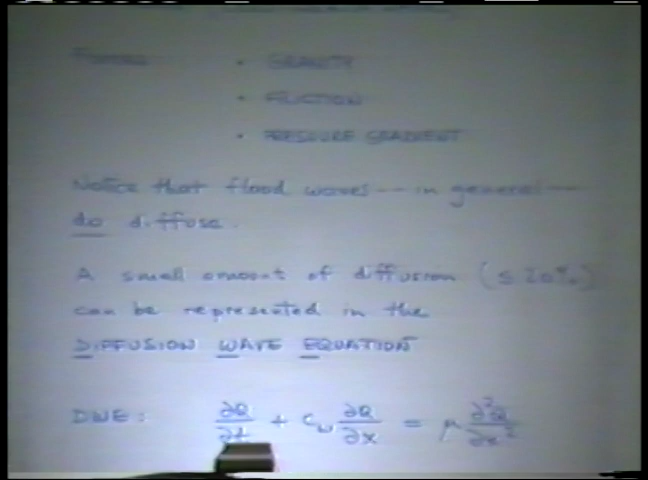 Forces • GRAVITY
• FRICTION
• PRESSURE GRADIENT
Notice that flood waves -- in general --
do diffuse.
A small amount of diffusion (≤ 20%)
can be represented in the
DIFFUSION WAVE EQUATION
DWE: ∂Q/∂t + c_w ∂Q/∂x = μ ∂²Q/∂x²